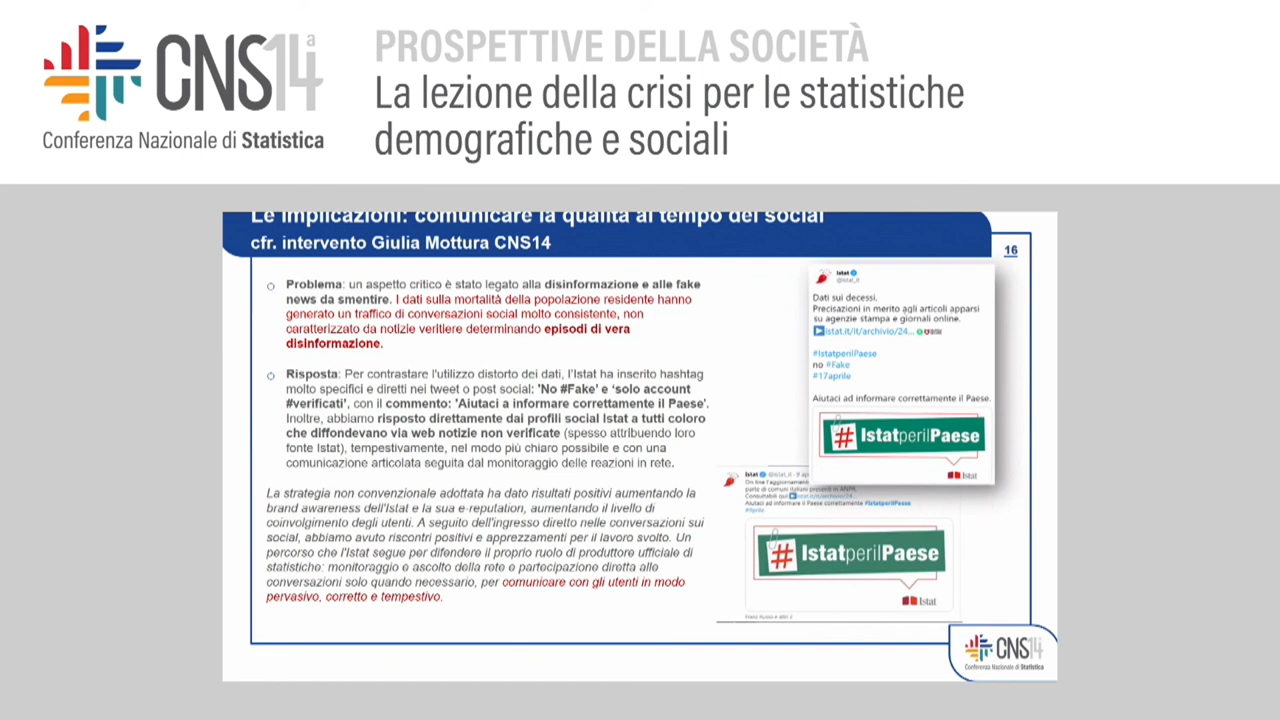 CNS14ª
Conferenza Nazionale di Statistica
PROSPETTIVE DELLA SOCIETÀ
La lezione della crisi per le statistiche
demografiche e sociali
Le implicazioni: comunicare la qualità al tempo dei social
cfr. intervento Giulia Mottura CNS14
16
Problema: un aspetto critico è stato legato alla disinformazione e alle fake
news da smentire. I dati sulla mortalità della popolazione residente hanno
generato un traffico di conversazioni social molto consistente, non
caratterizzato da notizie veritiere determinando episodi di vera
disinformazione.
Risposta: Per contrastare l'utilizzo distorto dei dati, l'Istat ha inserito hashtag
molto specifici e diretti nei tweet o post social: 'No #Fake' e 'solo account
#verificati', con il commento: 'Aiutaci a informare correttamente il Paese'.
Inoltre, abbiamo risposto direttamente dai profili social Istat a tutti coloro
che diffondevano via web notizie non verificate (spesso attribuendo loro
fonte Istat), tempestivamente, nel modo più chiaro possibile e con una
comunicazione articolata seguita dal monitoraggio delle reazioni in rete.
La strategia non convenzionale adottata ha dato risultati positivi aumentando la
brand awareness dell'Istat e la sua e-reputation, aumentando il livello di
coinvolgimento degli utenti. A seguito dell'ingresso diretto nelle conversazioni sui
social, abbiamo avuto riscontri positivi e apprezzamenti per il lavoro svolto. Un
percorso che l'Istat segue per difendere il proprio ruolo di produttore ufficiale di
statistiche: monitoraggio e ascolto della rete e partecipazione diretta alle
conversazioni solo quando necessario, per comunicare con gli utenti in modo
pervasivo, corretto e tempestivo.
Istat
@istat_it
Dati sui decessi.
Precisazioni in merito agli articoli apparsi
su agenzie stampa e giornali online.
istat.it/it/archivio/24...
#IstatperilPaese
no #Fake
#17aprile
Aiutaci ad informare correttamente il Paese.
# IstatperilPaese
Istat
Istat @istat_it · 9
On line l'aggiornamento
parte di comuni italiani presenti in ANPR.
Consultabili qui istat.it/it/archivio/24...
Aiutaci ad informare il Paese correttamente #IstatperilPaese
#9aprile
# IstatperilPaese
Istat
CNS14
Conferenza Nazionale di Statistica